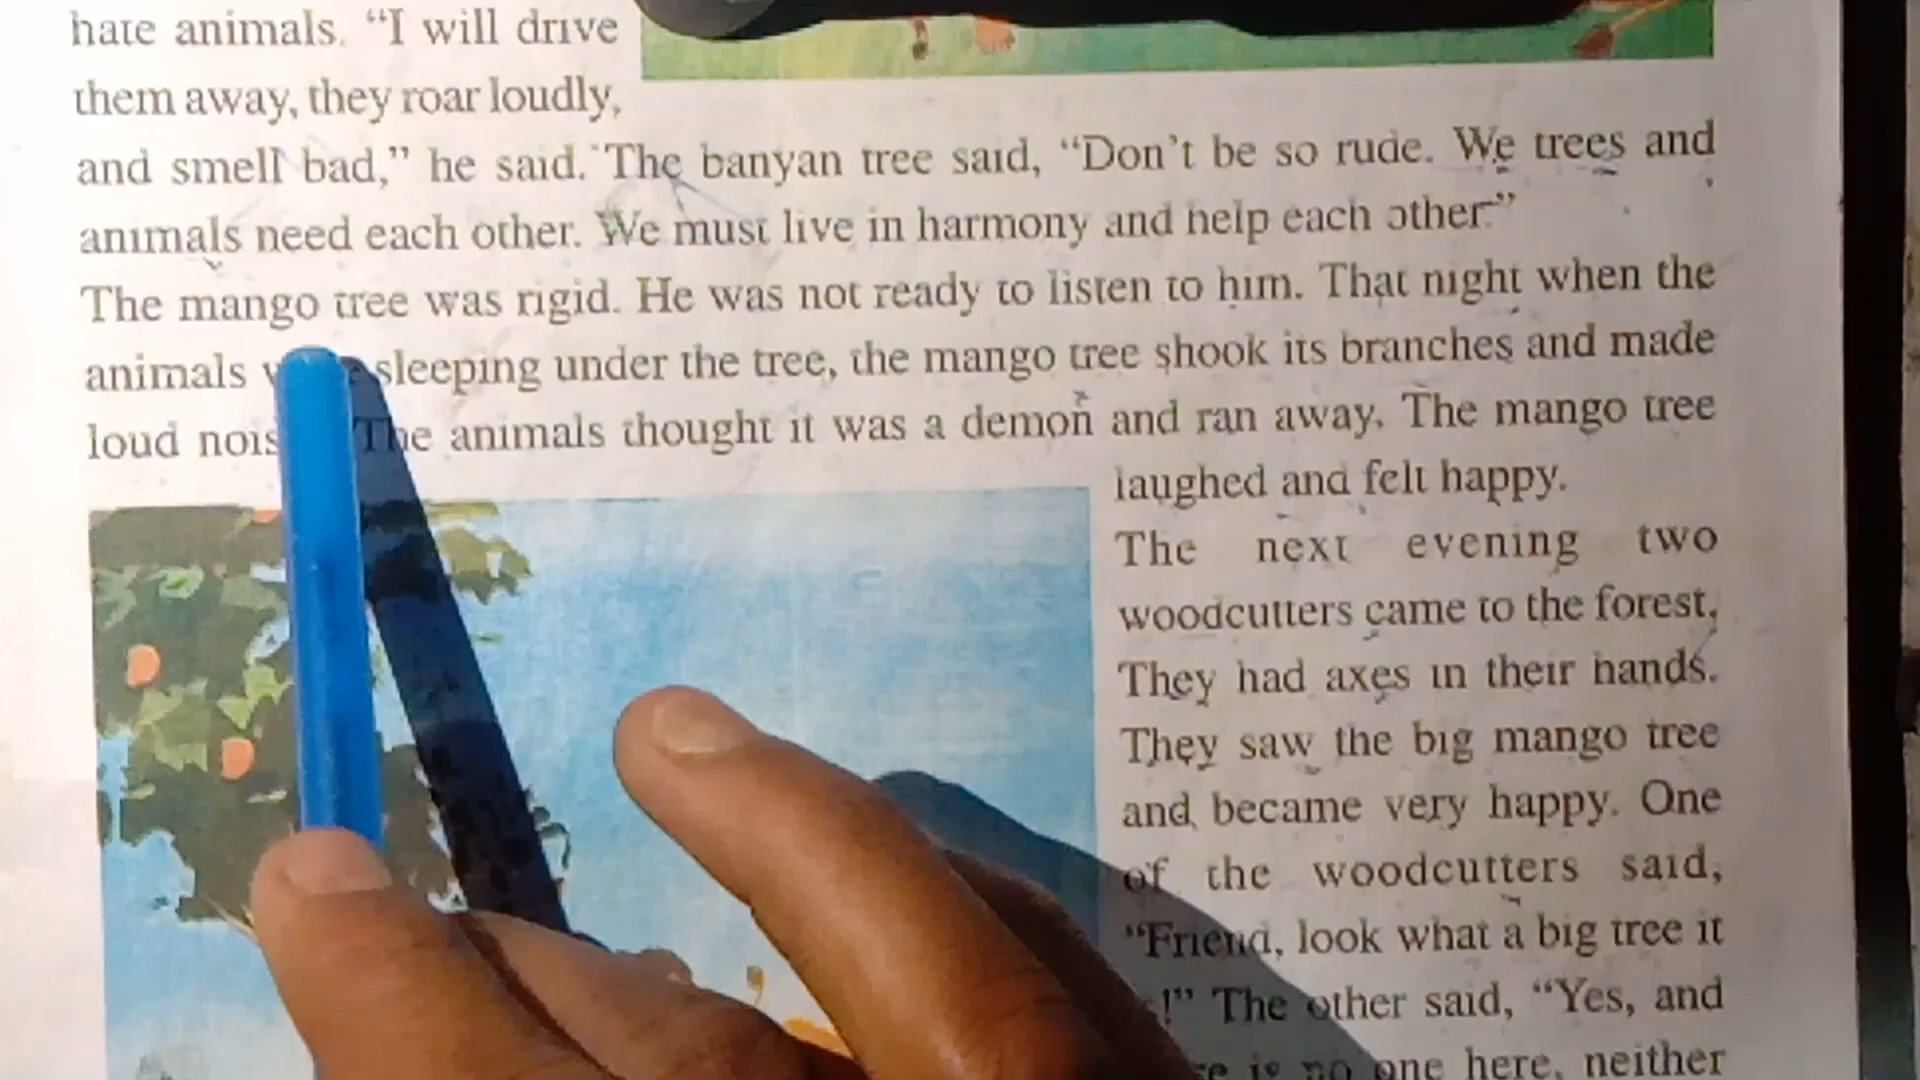 hate animals. “I will drive
them away, they roar loudly,
and smell bad,” he said. The banyan tree said, “Don’t be so rude. We trees and
animals need each other. We must live in harmony and help each other.”
The mango tree was rigid. He was not ready to listen to him. That night when the
animals sleeping under the tree, the mango tree shook its branches and made
loud The animals thought it was a demon and ran away. The mango tree
laughed and felt happy.
The next evening two
woodcutters came to the forest.
They had axes in their hands.
They saw the big mango tree
and became very happy. One
of the woodcutters said,
“Friend, look what a big tree it
!” The other said, “Yes, and
is no one here, neither